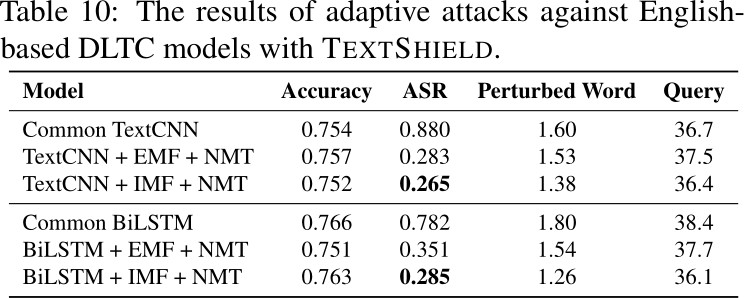 Table 10: The results of adaptive attacks against English-
based DLTC models with TEXTSHIELD.
Model Accuracy ASR Perturbed Word Query
Common TextCNN 0.754 0.880 1.60 36.7
TextCNN + EMF + NMT 0.757 0.283 1.53 37.5
TextCNN + IMF + NMT 0.752 0.265 1.38 36.4
Common BiLSTM 0.766 0.782 1.80 38.4
BiLSTM + EMF + NMT 0.751 0.351 1.54 37.7
BiLSTM + IMF + NMT 0.763 0.285 1.26 36.1